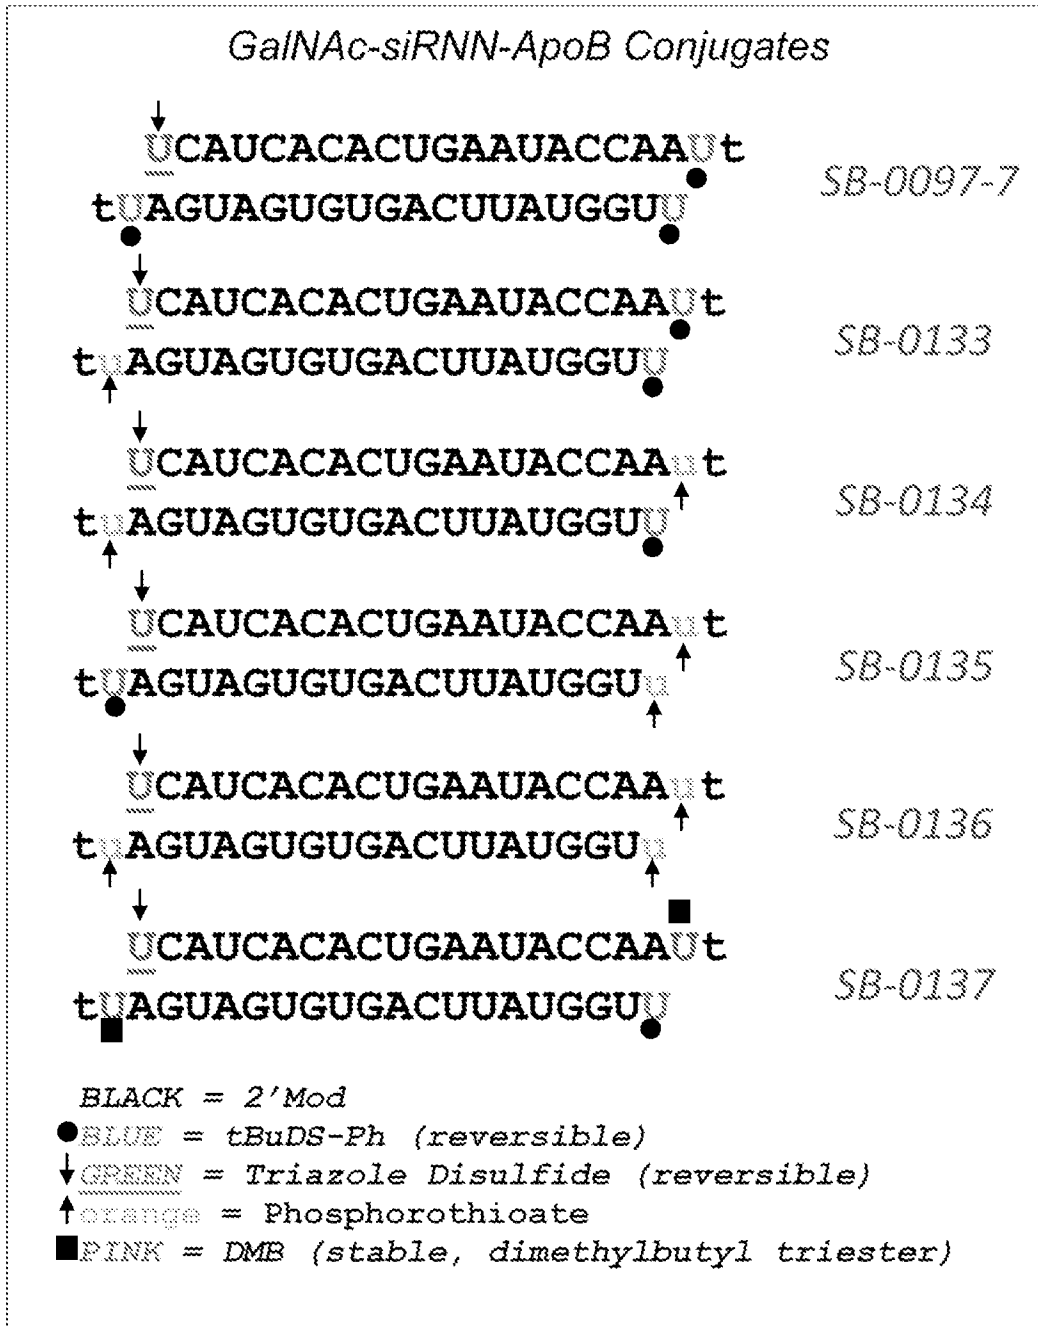 GalNAc-siRNN-ApoB Conjugates
UCAUCACACUGAAUACCAAUt
SB-0097-7
tUAGUAGUGUGACUUAUGGUU
UCAUCACACUGAAUACCAAUt
SB-0133
tuAGUAGUGUGACUUAUGGUU
UCAUCACACUGAAUACCAAut
SB-0134
tuAGUAGUGUGACUUAUGGUU
UCAUCACACUGAAUACCAAut
SB-0135
tUAGUAGUGUGACUUAUGGUu
UCAUCACACUGAAUACCAAut
SB-0136
tuAGUAGUGUGACUUAUGGUu
UCAUCACACUGAAUACCAAUt
SB-0137
tUAGUAGUGUGACUUAUGGUU
BLACK = 2'Mod
BLUE = tBuDS-Ph (reversible)
GREEN = Triazole Disulfide (reversible)
orange = Phosphorothioate
PINK = DMB (stable, dimethylbutyl triester)